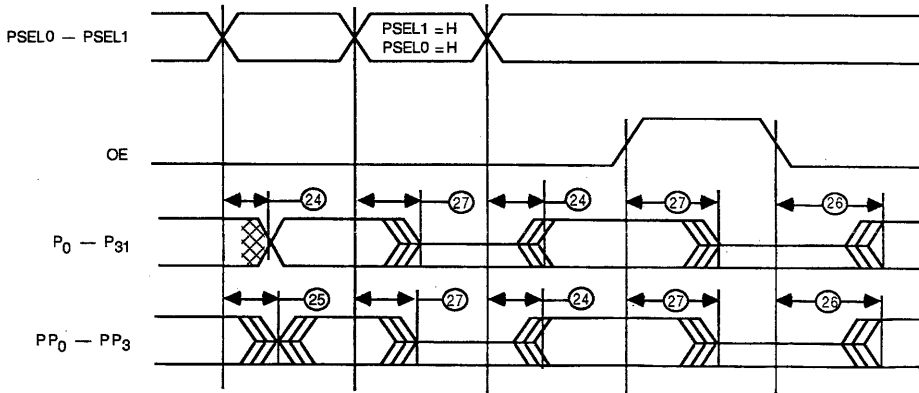 PSEL0 – PSEL1
PSEL1 = H
PSEL0 = H
OE
24 27 24 27 26
P0 – P31
25 27 24 27 26
PP0 – PP3